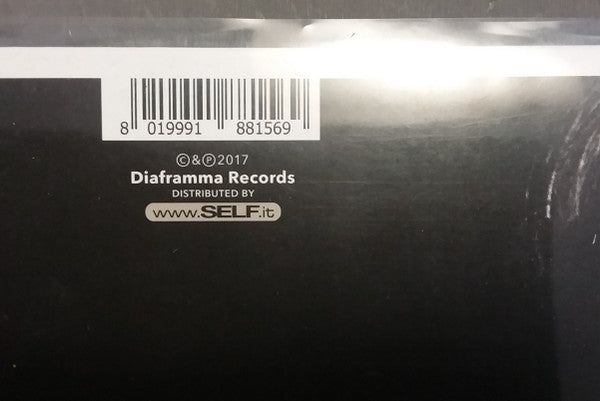 8 019991 881569
©&℗2017
Diaframma Records
DISTRIBUTED BY
www.SELF.it